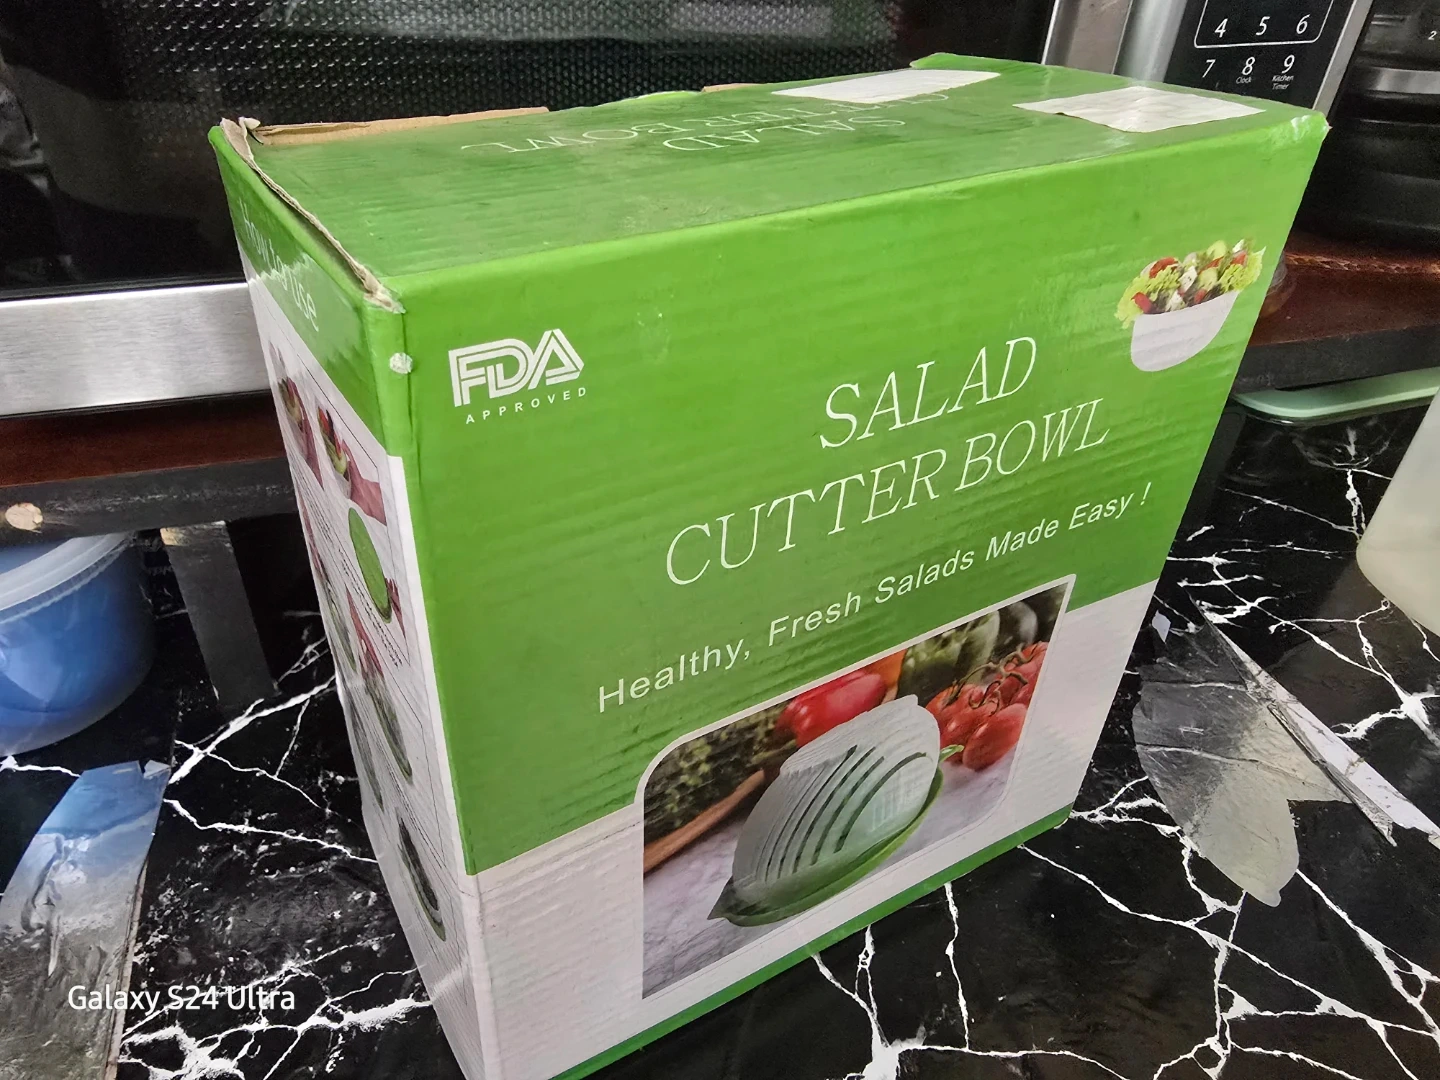 4 5 6
7 8 9
Clock Kitchen
Timer
2
SALAD
CUTTER BOWL
How to use
FDA
APPROVED
SALAD
CUTTER BOWL
Healthy, Fresh Salads Made Easy !
Galaxy S24 Ultra